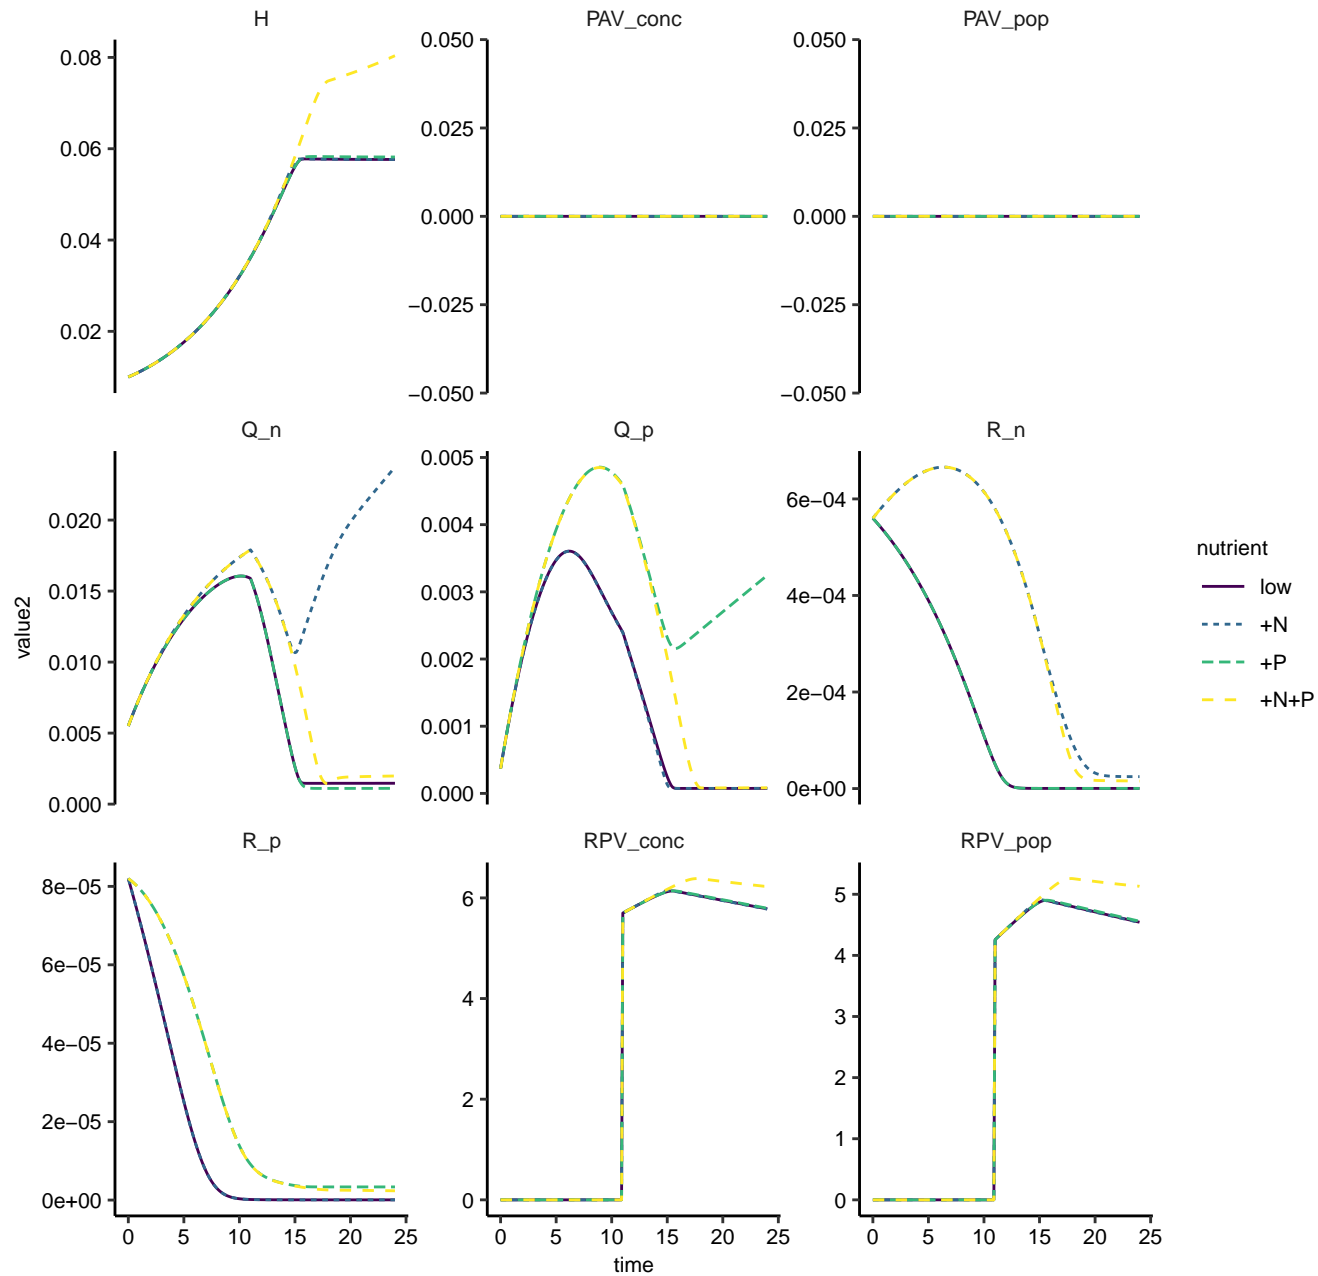 H
PAV_conc
PAV_pop
0.08
0.06
0.04
0.02
0.050
0.025
0.000
−0.025
−0.050
0.050
0.025
0.000
−0.025
−0.050
Q_n
Q_p
R_n
0.020
0.015
0.010
0.005
0.000
0.005
0.004
0.003
0.002
0.001
0.000
6e−04
4e−04
2e−04
0e+00
value2
nutrient
low
+N
+P
+N+P
R_p
RPV_conc
RPV_pop
8e−05
6e−05
4e−05
2e−05
0e+00
6
4
2
0
5
4
3
2
1
0
0 5 10 15 20 25
0 5 10 15 20 25
0 5 10 15 20 25
time